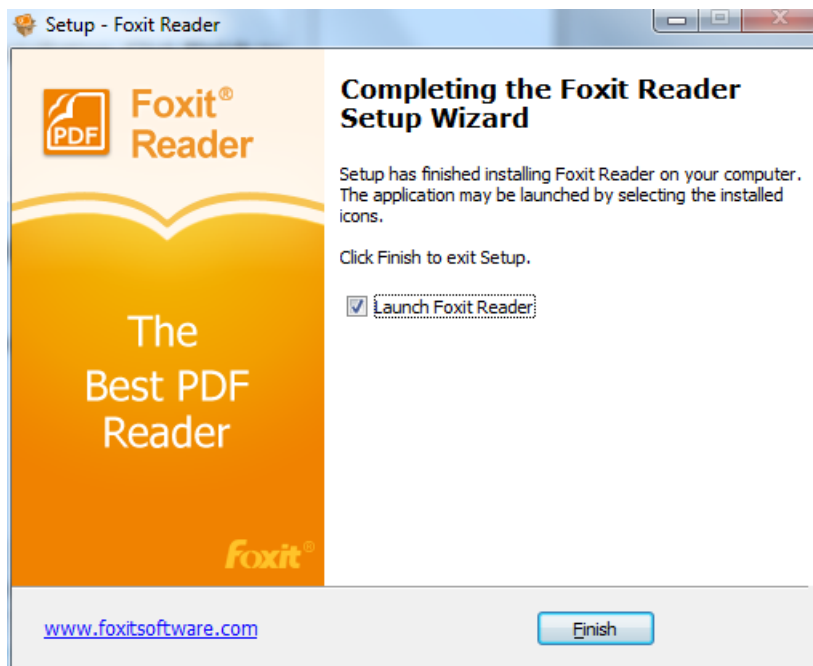 Setup - Foxit Reader
Foxit®
Reader
PDF
The
Best PDF
Reader
Foxit®
Completing the Foxit Reader
Setup Wizard
Setup has finished installing Foxit Reader on your computer.
The application may be launched by selecting the installed
icons.
Click Finish to exit Setup.
Launch Foxit Reader
www.foxitsoftware.com
Finish